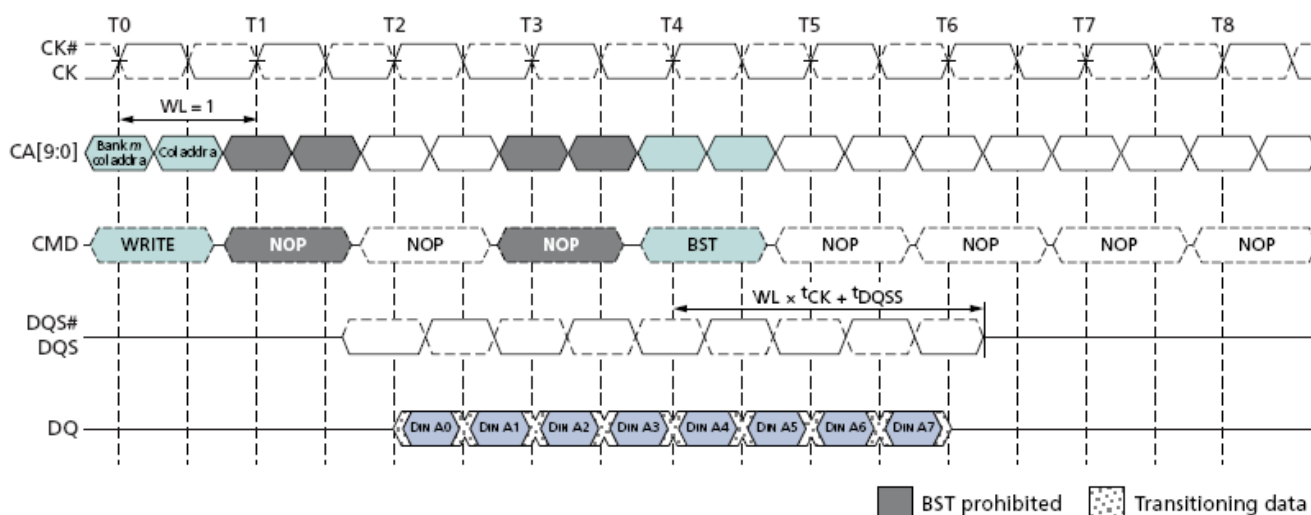 T0 T1 T2 T3 T4 T5 T6 T7 T8
CK#
CK
WL = 1
CA[9:0] Bank m col addr a Col addr a
CMD WRITE NOP NOP NOP BST NOP NOP NOP NOP
WL × tCK + tDQSS
DQS#
DQS
DQ DIN A0 DIN A1 DIN A2 DIN A3 DIN A4 DIN A5 DIN A6 DIN A7
BST prohibited Transitioning data